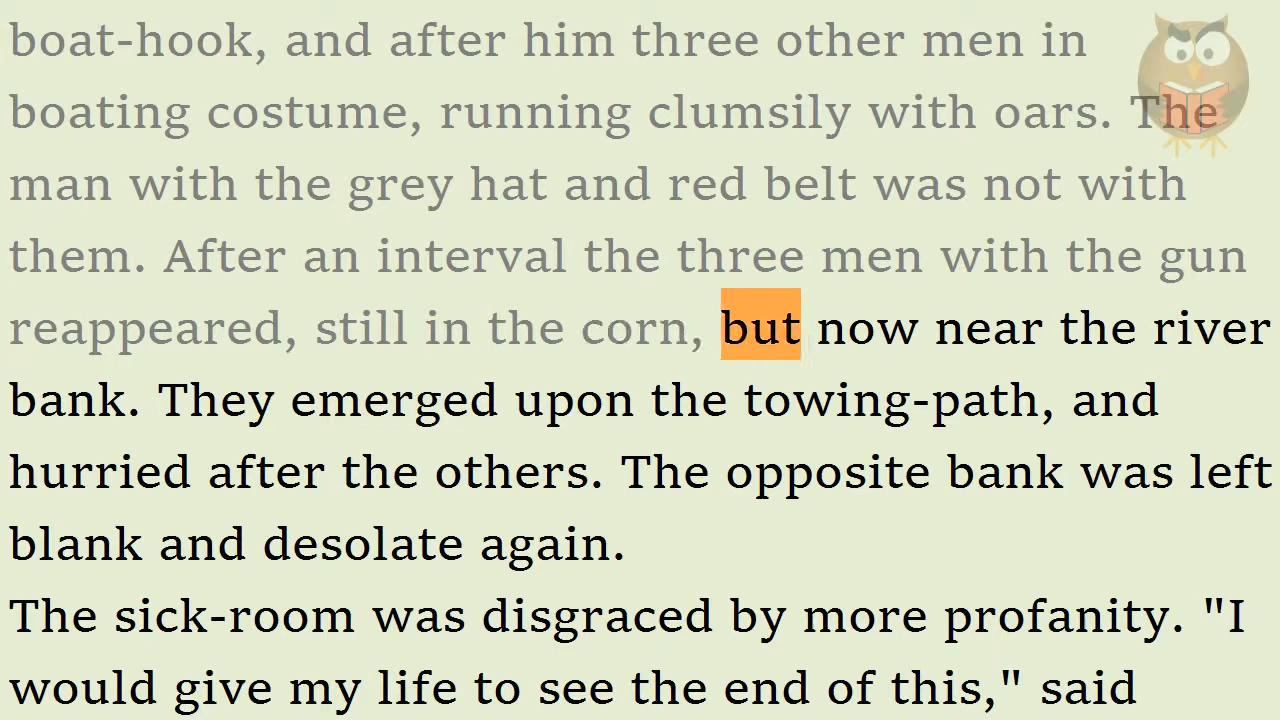 boat-hook, and after him three other men in
boating costume, running clumsily with oars. The
man with the grey hat and red belt was not with
them. After an interval the three men with the gun
reappeared, still in the corn, but now near the river
bank. They emerged upon the towing-path, and
hurried after the others. The opposite bank was left
blank and desolate again.
The sick-room was disgraced by more profanity. "I
would give my life to see the end of this," said